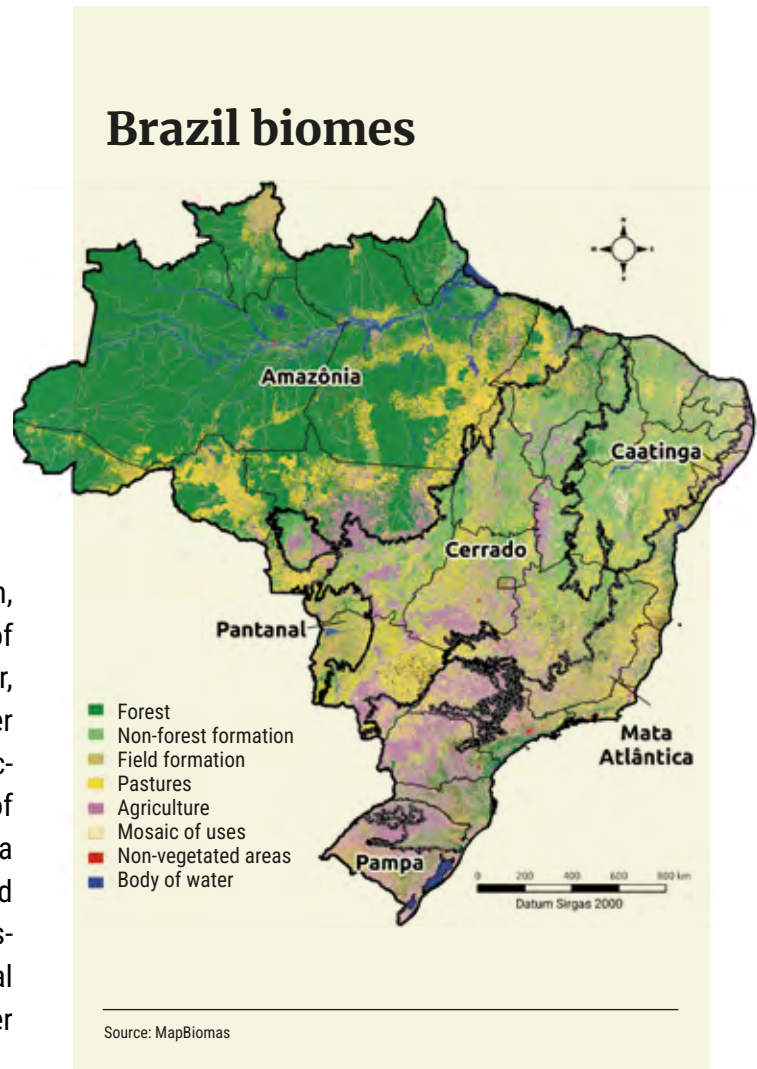 Brazil biomes
Amazônia
Caatinga
Cerrado
Pantanal
Mata
Atlântica
Pampa
Forest
Non-forest formation
Field formation
Pastures
Agriculture
Mosaic of uses
Non-vegetated areas
Body of water
0 200 400 600 800 km
Datum Sirgas 2000
Source: MapBiomas
n,
of
r,
er
c-
of
a
d
s-
al
er